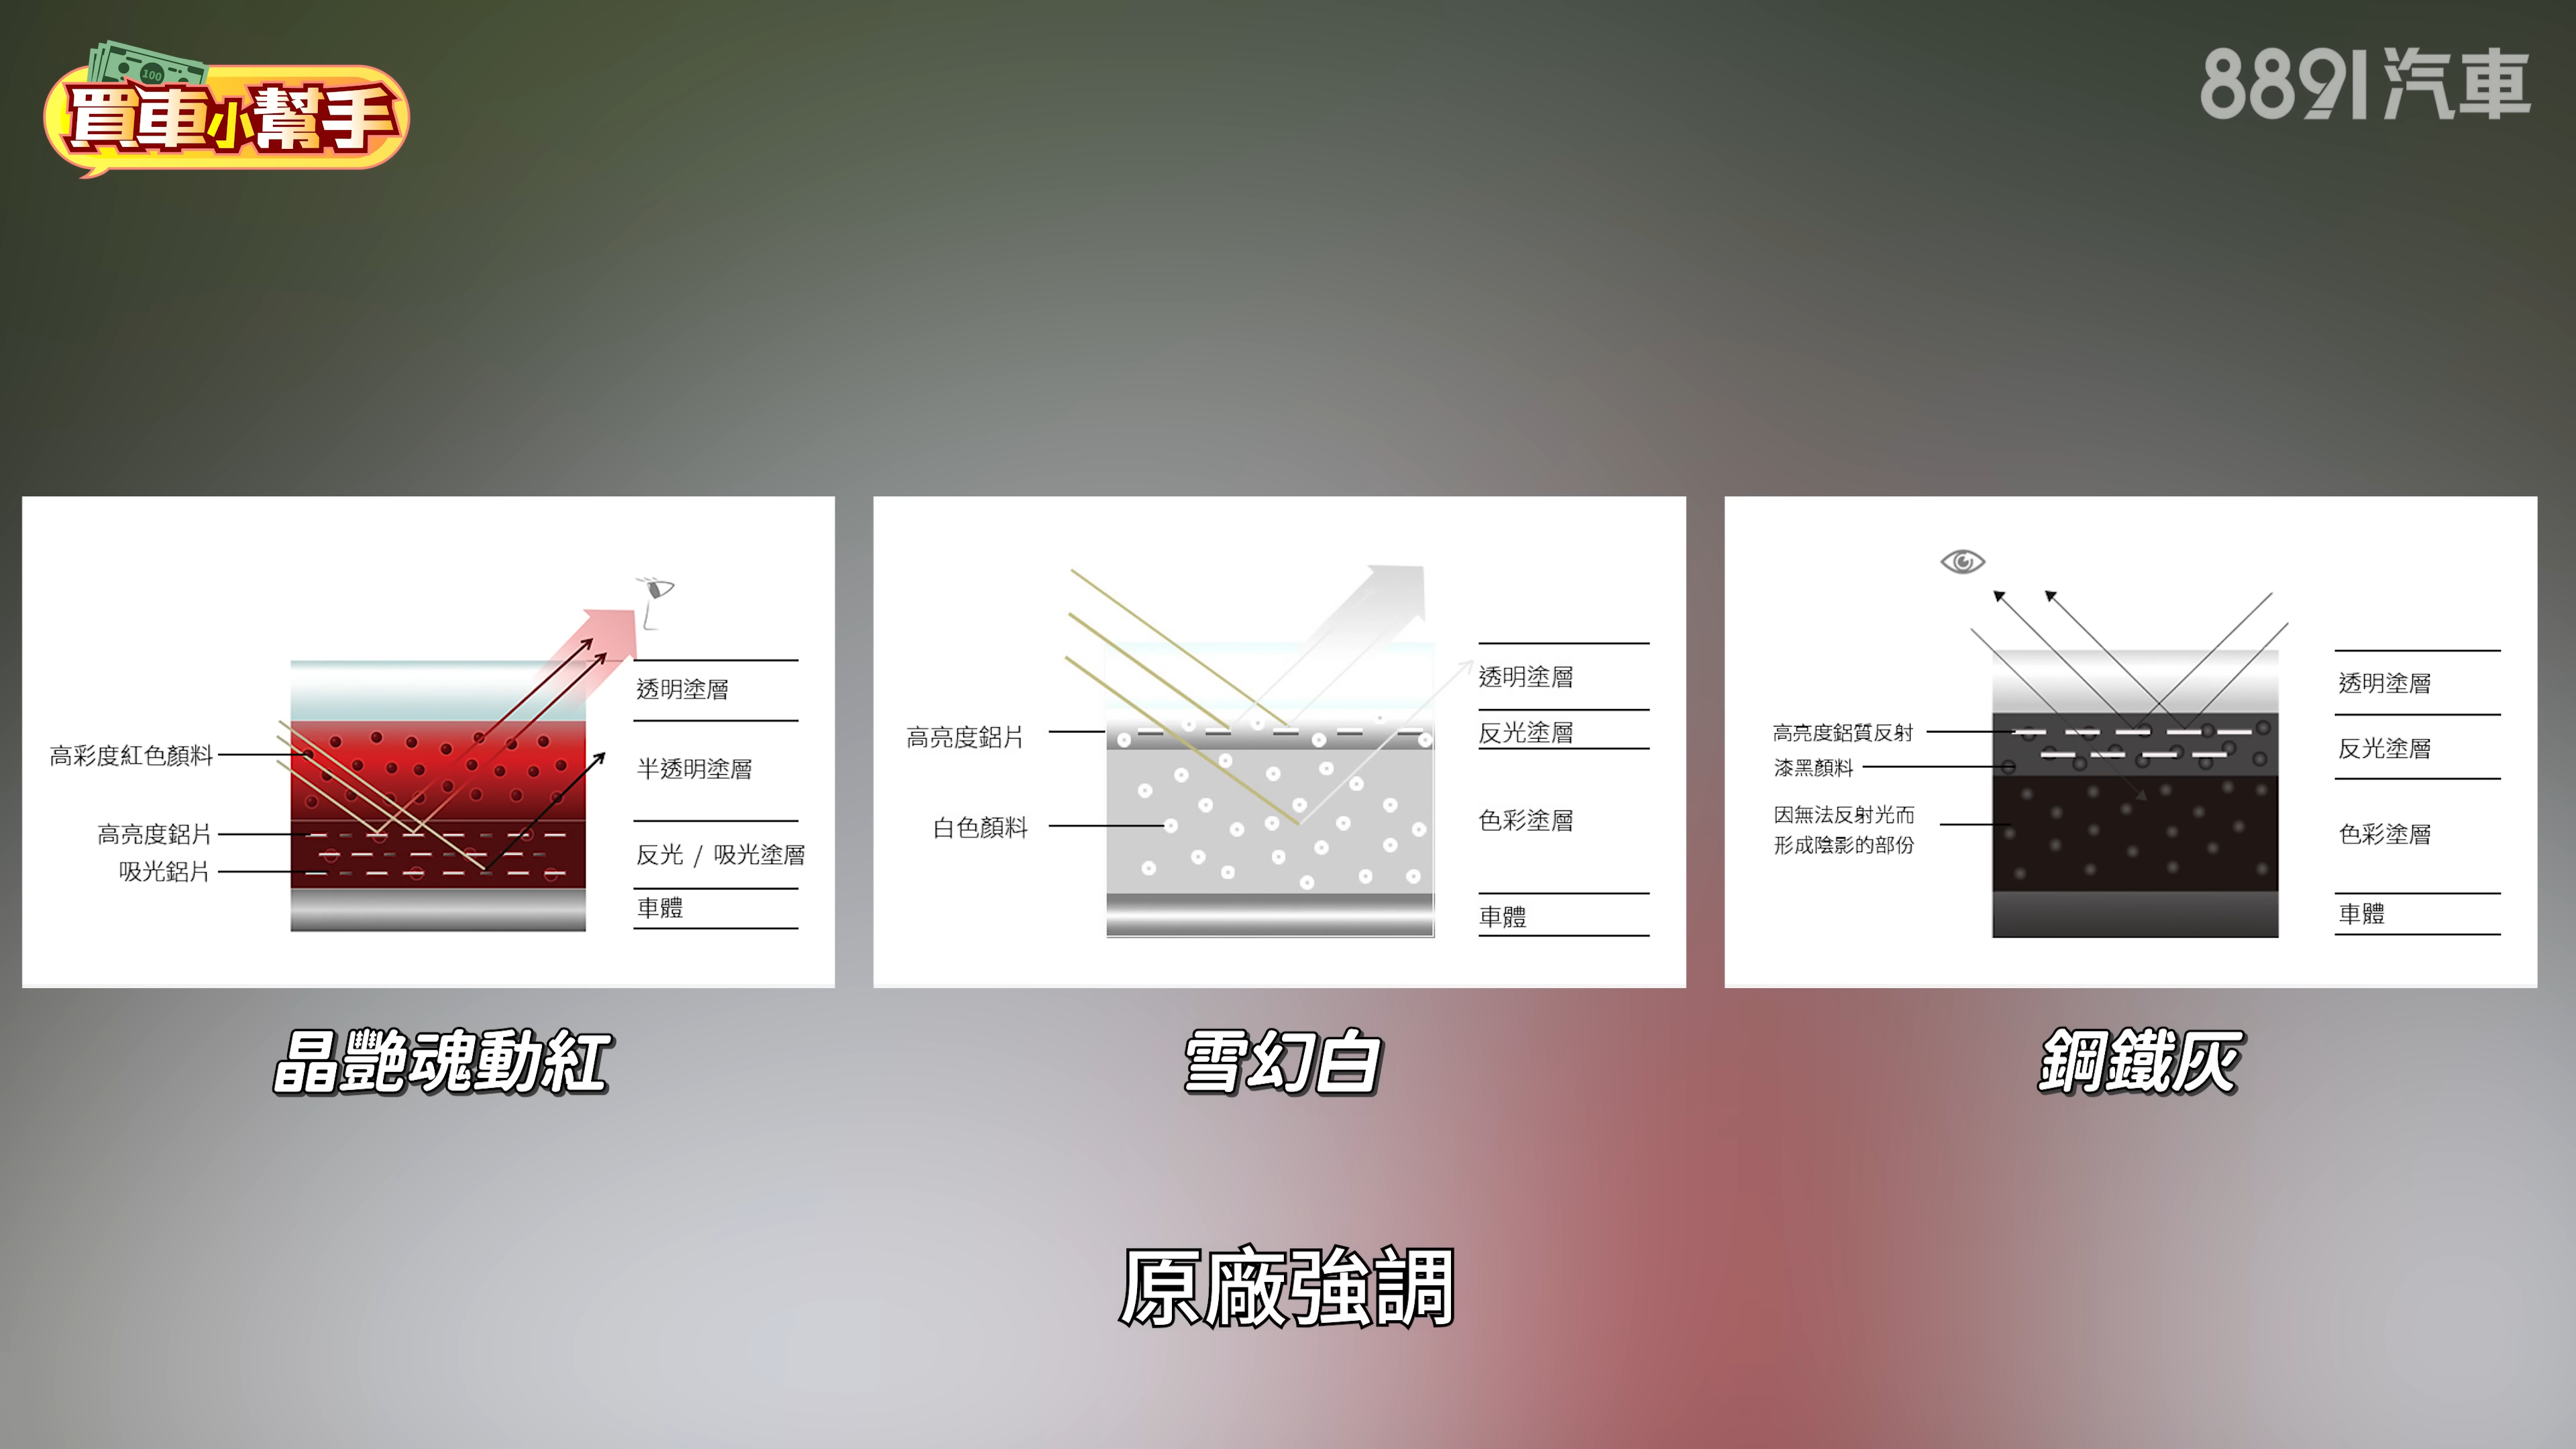 100
買車小幫手
8891汽車
高彩度紅色顏料
高亮度鋁片
吸光鋁片
透明塗層
半透明塗層
反光 / 吸光塗層
車體
高亮度鋁片
白色顏料
透明塗層
反光塗層
色彩塗層
車體
高亮度鋁質反射
漆黑顏料
因無法反射光而
形成陰影的部份
透明塗層
反光塗層
色彩塗層
車體
晶艷魂動紅
雪幻白
鋼鐵灰
原廠強調